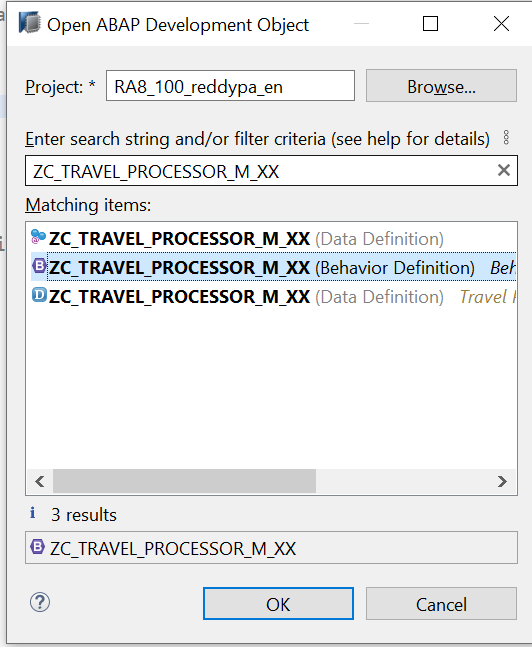 Open ABAP Development Object
Project: * RA8_100_reddypa_en Browse...
Enter search string and/or filter criteria (see help for details)
ZC_TRAVEL_PROCESSOR_M_XX
Matching items:
ZC_TRAVEL_PROCESSOR_M_XX (Data Definition)
B ZC_TRAVEL_PROCESSOR_M_XX (Behavior Definition) Beh
D ZC_TRAVEL_PROCESSOR_M_XX (Data Definition) Travel
i 3 results
B ZC_TRAVEL_PROCESSOR_M_XX
? OK Cancel